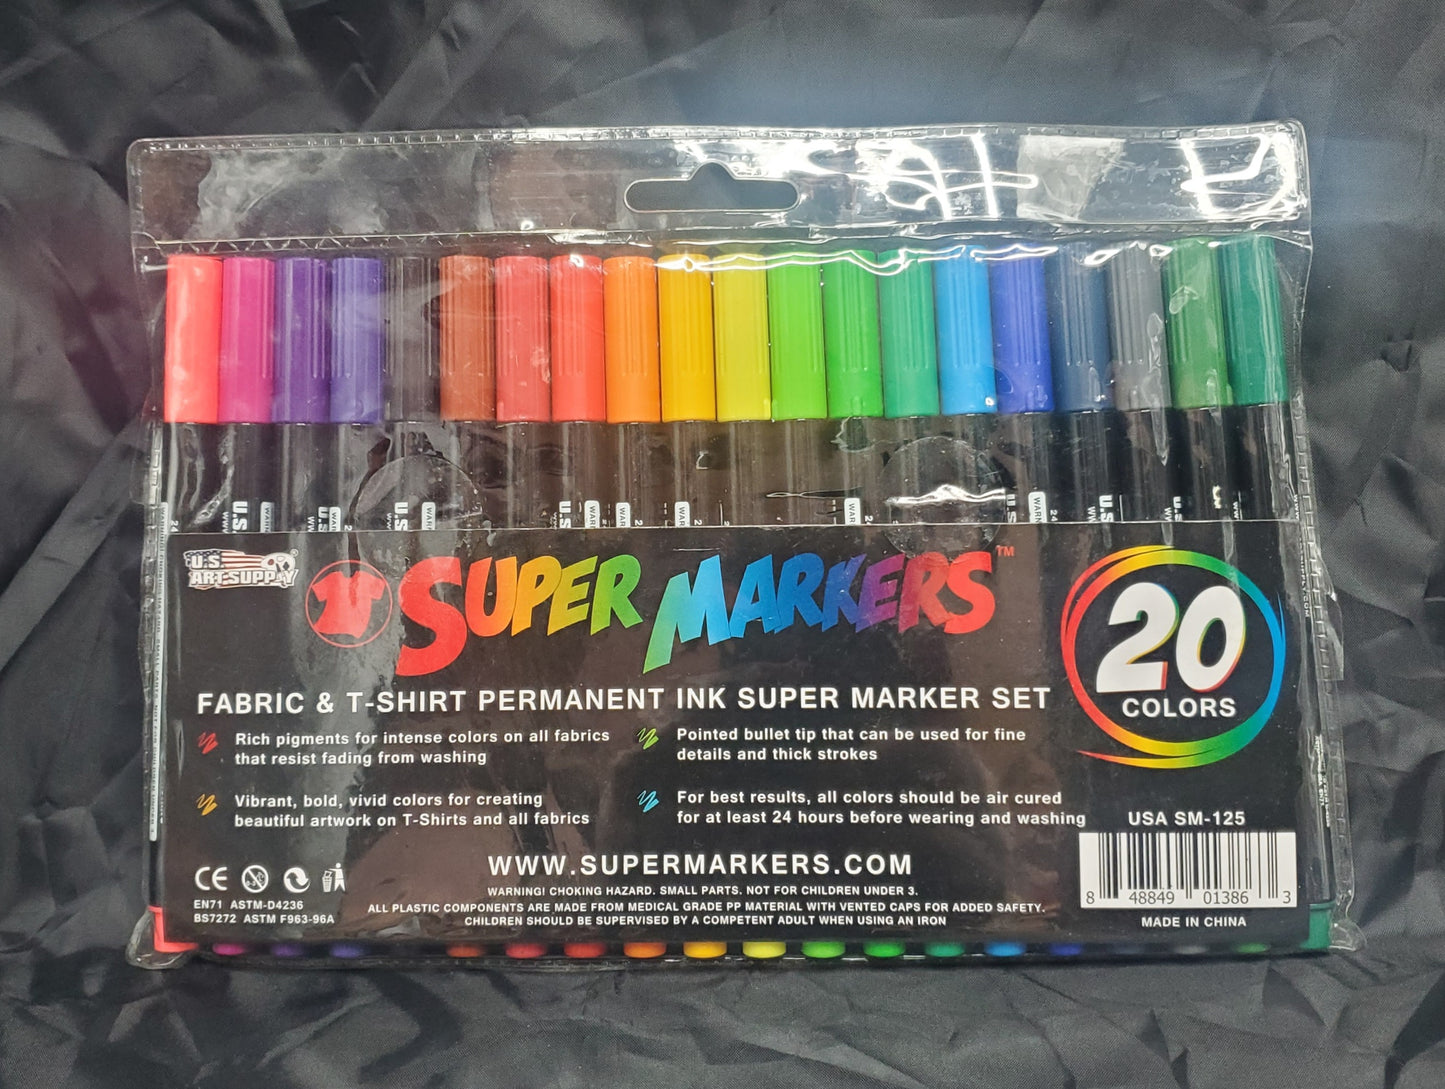 U.S.
ART SUPPLY®
SUPER MARKERS™
20
COLORS
FABRIC & T-SHIRT PERMANENT INK SUPER MARKER SET
Rich pigments for intense colors on all fabrics
that resist fading from washing
Pointed bullet tip that can be used for fine
details and thick strokes
Vibrant, bold, vivid colors for creating
beautiful artwork on T-Shirts and all fabrics
For best results, all colors should be air cured
for at least 24 hours before wearing and washing
USA SM-125
WWW.SUPERMARKERS.COM
CE
EN71 ASTM-D4236
BS7272 ASTM F963-96A
WARNING! CHOKING HAZARD. SMALL PARTS. NOT FOR CHILDREN UNDER 3.
ALL PLASTIC COMPONENTS ARE MADE FROM MEDICAL GRADE PP MATERIAL WITH VENTED CAPS FOR ADDED SAFETY.
CHILDREN SHOULD BE SUPERVISED BY A COMPETENT ADULT WHEN USING AN IRON
8 48849 01386 3
MADE IN CHINA